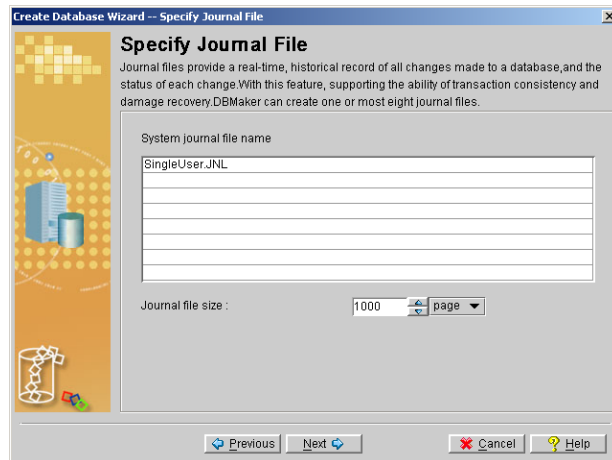 Create Database Wizard -- Specify Journal File
Specify Journal File
Journal files provide a real-time, historical record of all changes made to a database,and the
status of each change.With this feature, supporting the ability of transaction consistency and
damage recovery.DBMaker can create one or most eight journal files.
System journal file name
SingleUser.JNL
Journal file size :
1000
page
Previous
Next
Cancel
Help